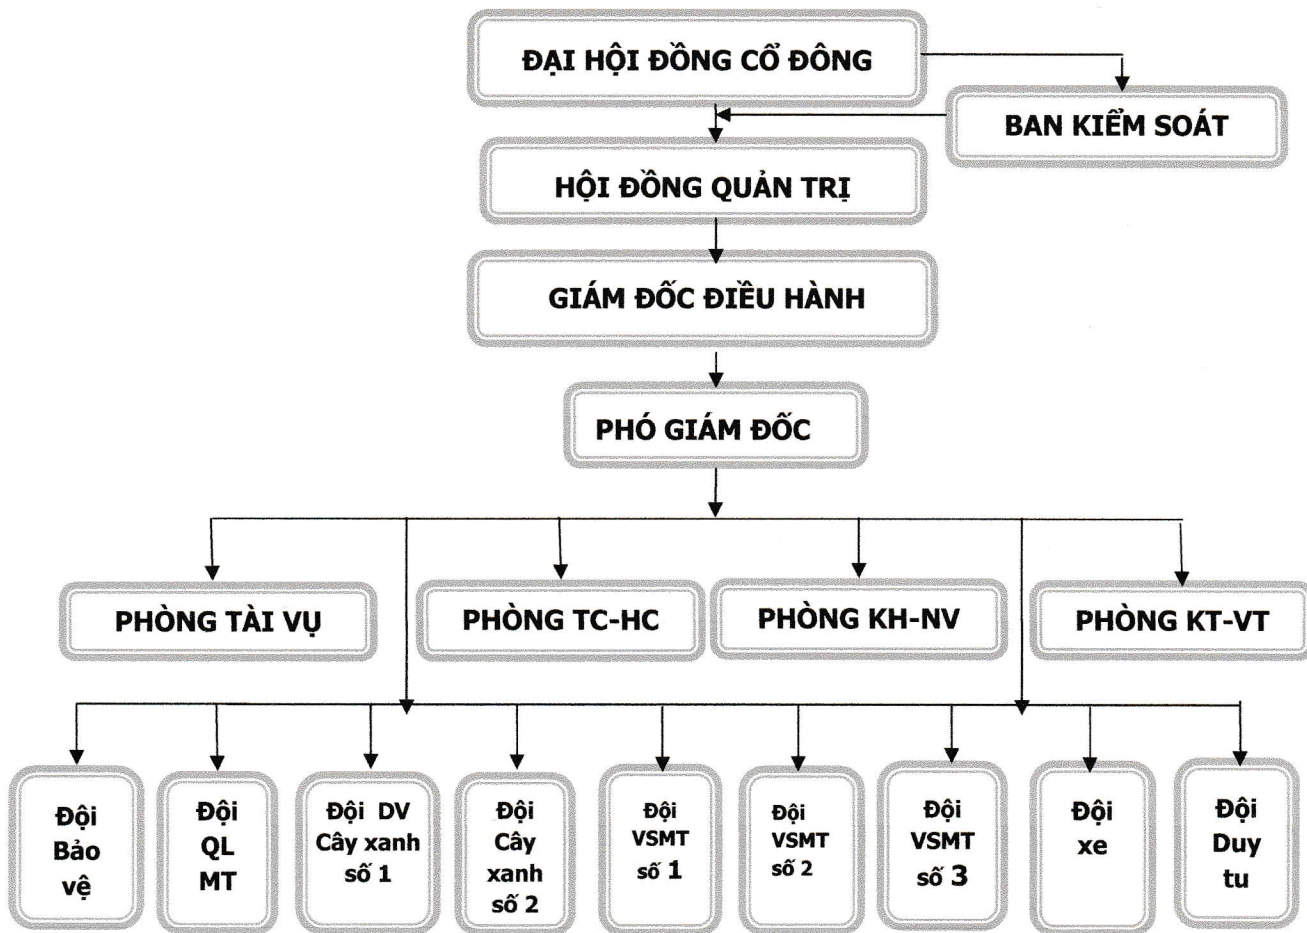 ĐẠI HỘI ĐỒNG CỔ ĐÔNG
BAN KIỂM SOÁT
HỘI ĐỒNG QUẢN TRỊ
GIÁM ĐỐC ĐIỀU HÀNH
PHÓ GIÁM ĐỐC
PHÒNG TÀI VỤ
PHÒNG TC-HC
PHÒNG KH-NV
PHÒNG KT-VT
Đội
Bảo
vệ
Đội
QL
MT
Đội DV
Cây xanh
số 1
Đội
Cây
xanh
số 2
Đội
VSMT
số 1
Đội
VSMT
số 2
Đội
VSMT
số 3
Đội
xe
Đội
Duy
tu